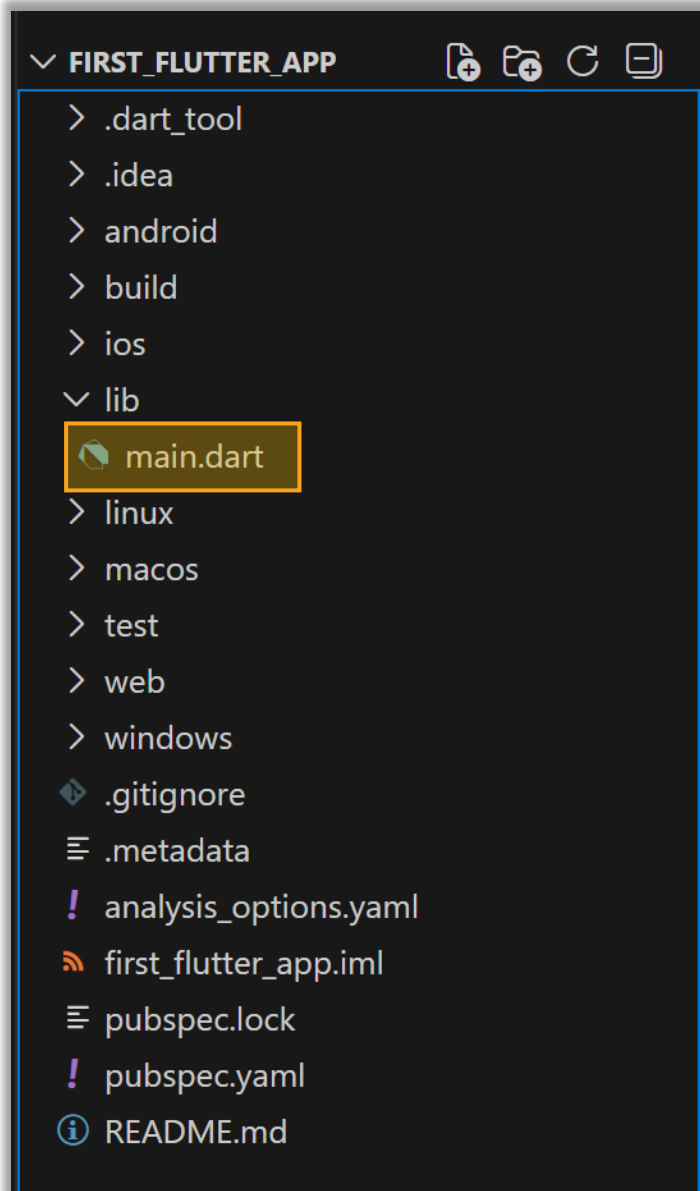 FIRST_FLUTTER_APP
.dart_tool
.idea
android
build
ios
lib
main.dart
linux
macos
test
web
windows
.gitignore
.metadata
analysis_options.yaml
first_flutter_app.iml
pubspec.lock
pubspec.yaml
README.md